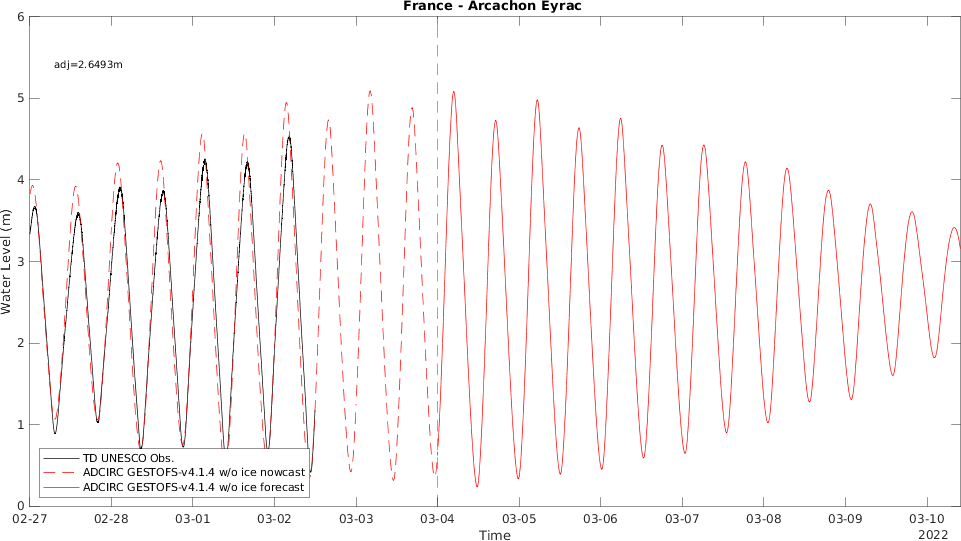 France - Arcachon Eyrac
6
adj=2.6493m
5
4
3
2
1
0
Water Level (m)
TD UNESCO Obs.
ADCIRC GESTOFS-v4.1.4 w/o ice nowcast
ADCIRC GESTOFS-v4.1.4 w/o ice forecast
02-27 02-28 03-01 03-02 03-03 03-04 03-05 03-06 03-07 03-08 03-09 03-10
Time
2022